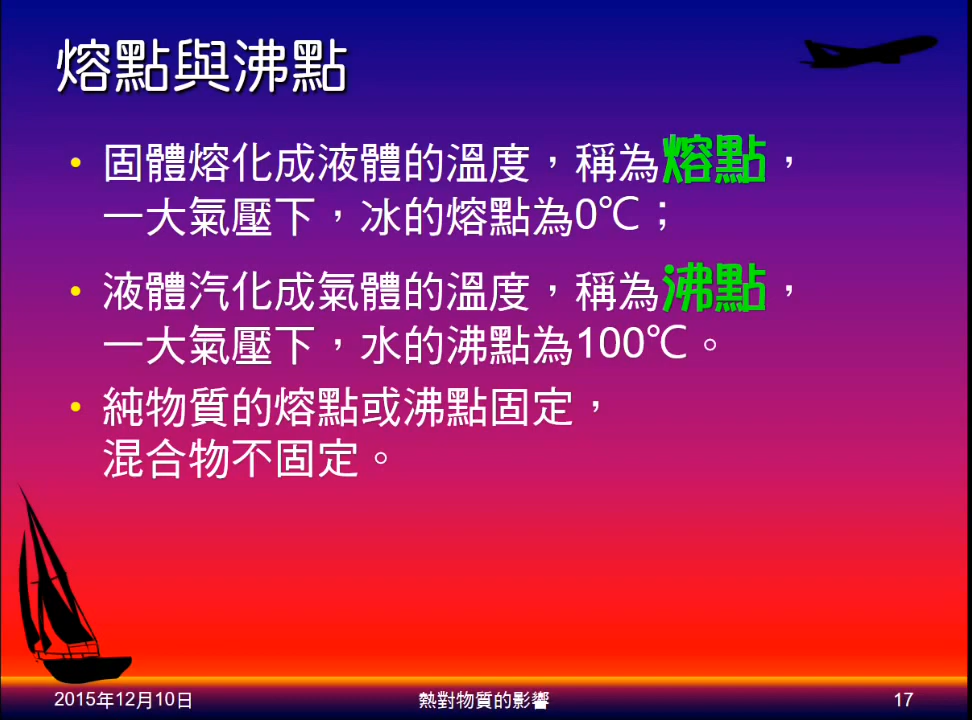 熔點與沸點
• 固體熔化成液體的溫度，稱為熔點，
一大氣壓下，冰的熔點為0℃；
• 液體汽化成氣體的溫度，稱為沸點，
一大氣壓下，水的沸點為100℃。
• 純物質的熔點或沸點固定，
混合物不固定。
2015年12月10日
熱對物質的影響
17